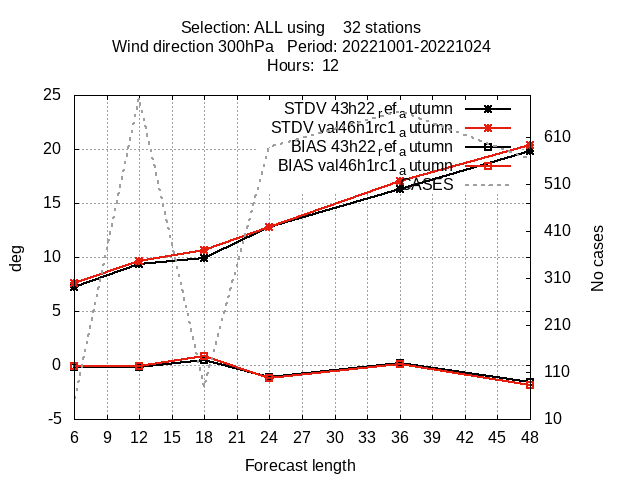 Selection: ALL using 32 stations
Wind direction 300hPa Period: 20221001-20221024
Hours: 12
STDV 43h22_ref_autumn
STDV val46h1rc1_autumn
BIAS 43h22_ref_autumn
BIAS val46h1rc1_autumn
CASES
25
20
15
10
5
0
-5
deg
610
510
410
310
210
110
10
No cases
6 9 12 15 18 21 24 27 30 33 36 39 42 45 48
Forecast length